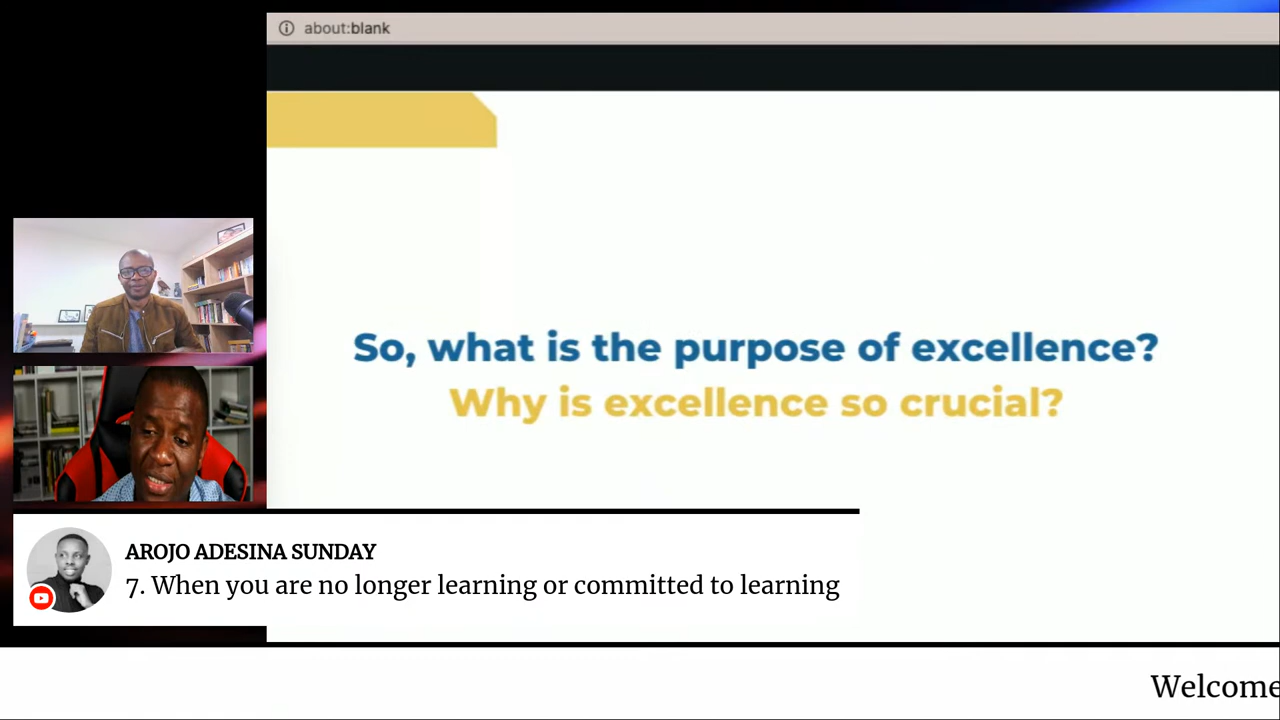 about:blank
So, what is the purpose of excellence?
Why is excellence so crucial?
AROJO ADESINA SUNDAY
7. When you are no longer learning or committed to learning
Welcome